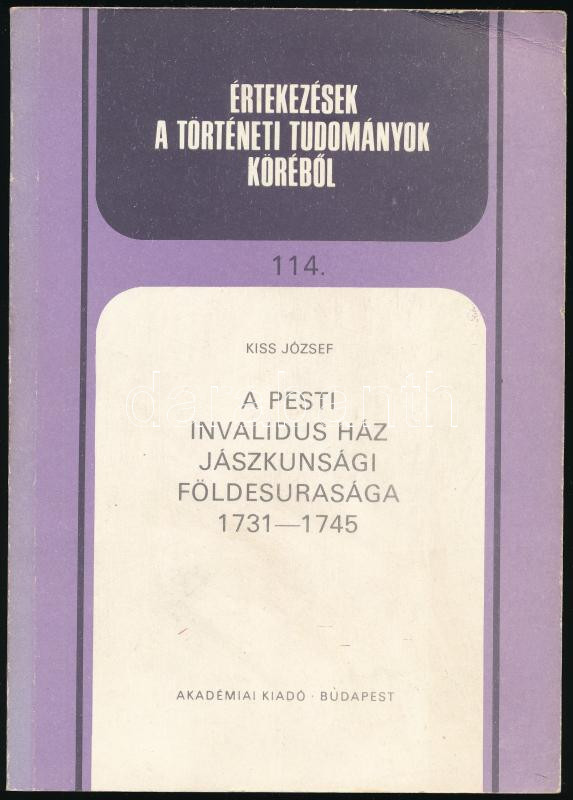 ÉRTEKEZÉSEK
A TÖRTÉNETI TUDOMÁNYOK
KÖRÉBŐL
114.
KISS JÓZSEF
A PESTI
INVALIDUS HÁZ
JÁSZKUNSÁGI
FÖLDESURASÁGA
1731—1745
AKADÉMIAI KIADÓ · BUDAPEST